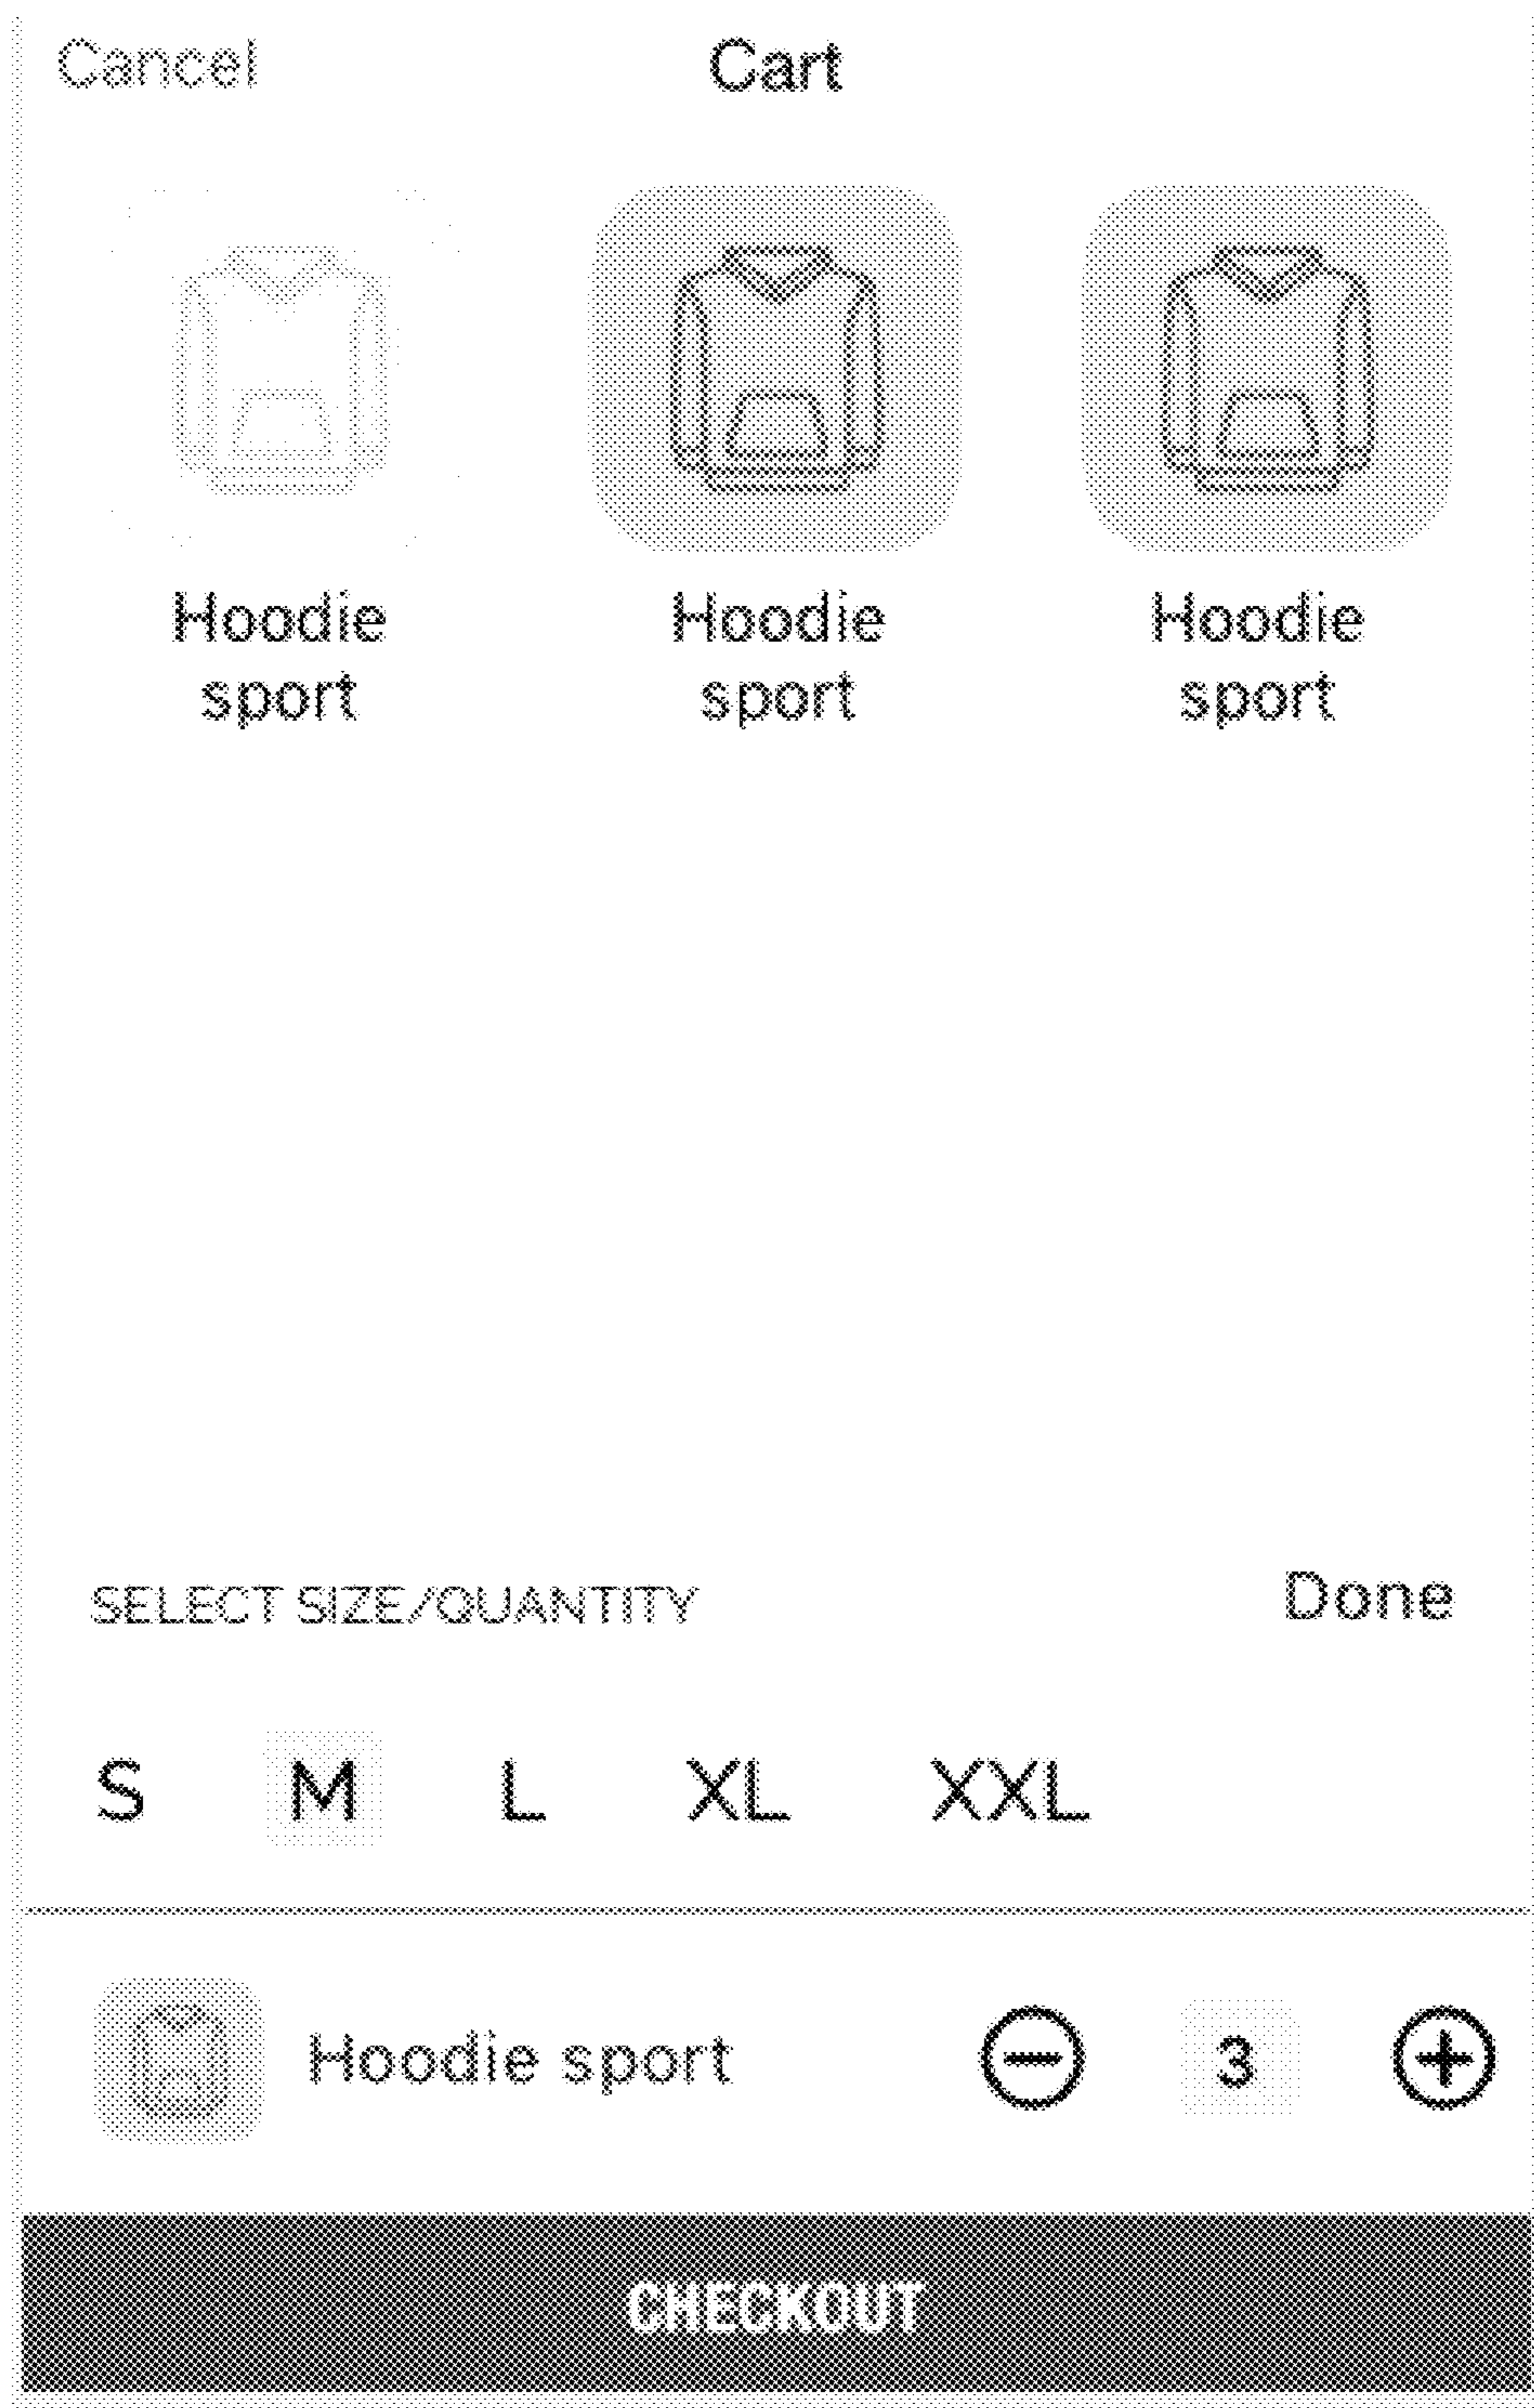 Cancel
Cart
Hoodie
sport
Hoodie
sport
Hoodie
sport
SELECT SIZE/QUANTITY
Done
S M L XL XXL
Hoodie sport
3
CHECKOUT